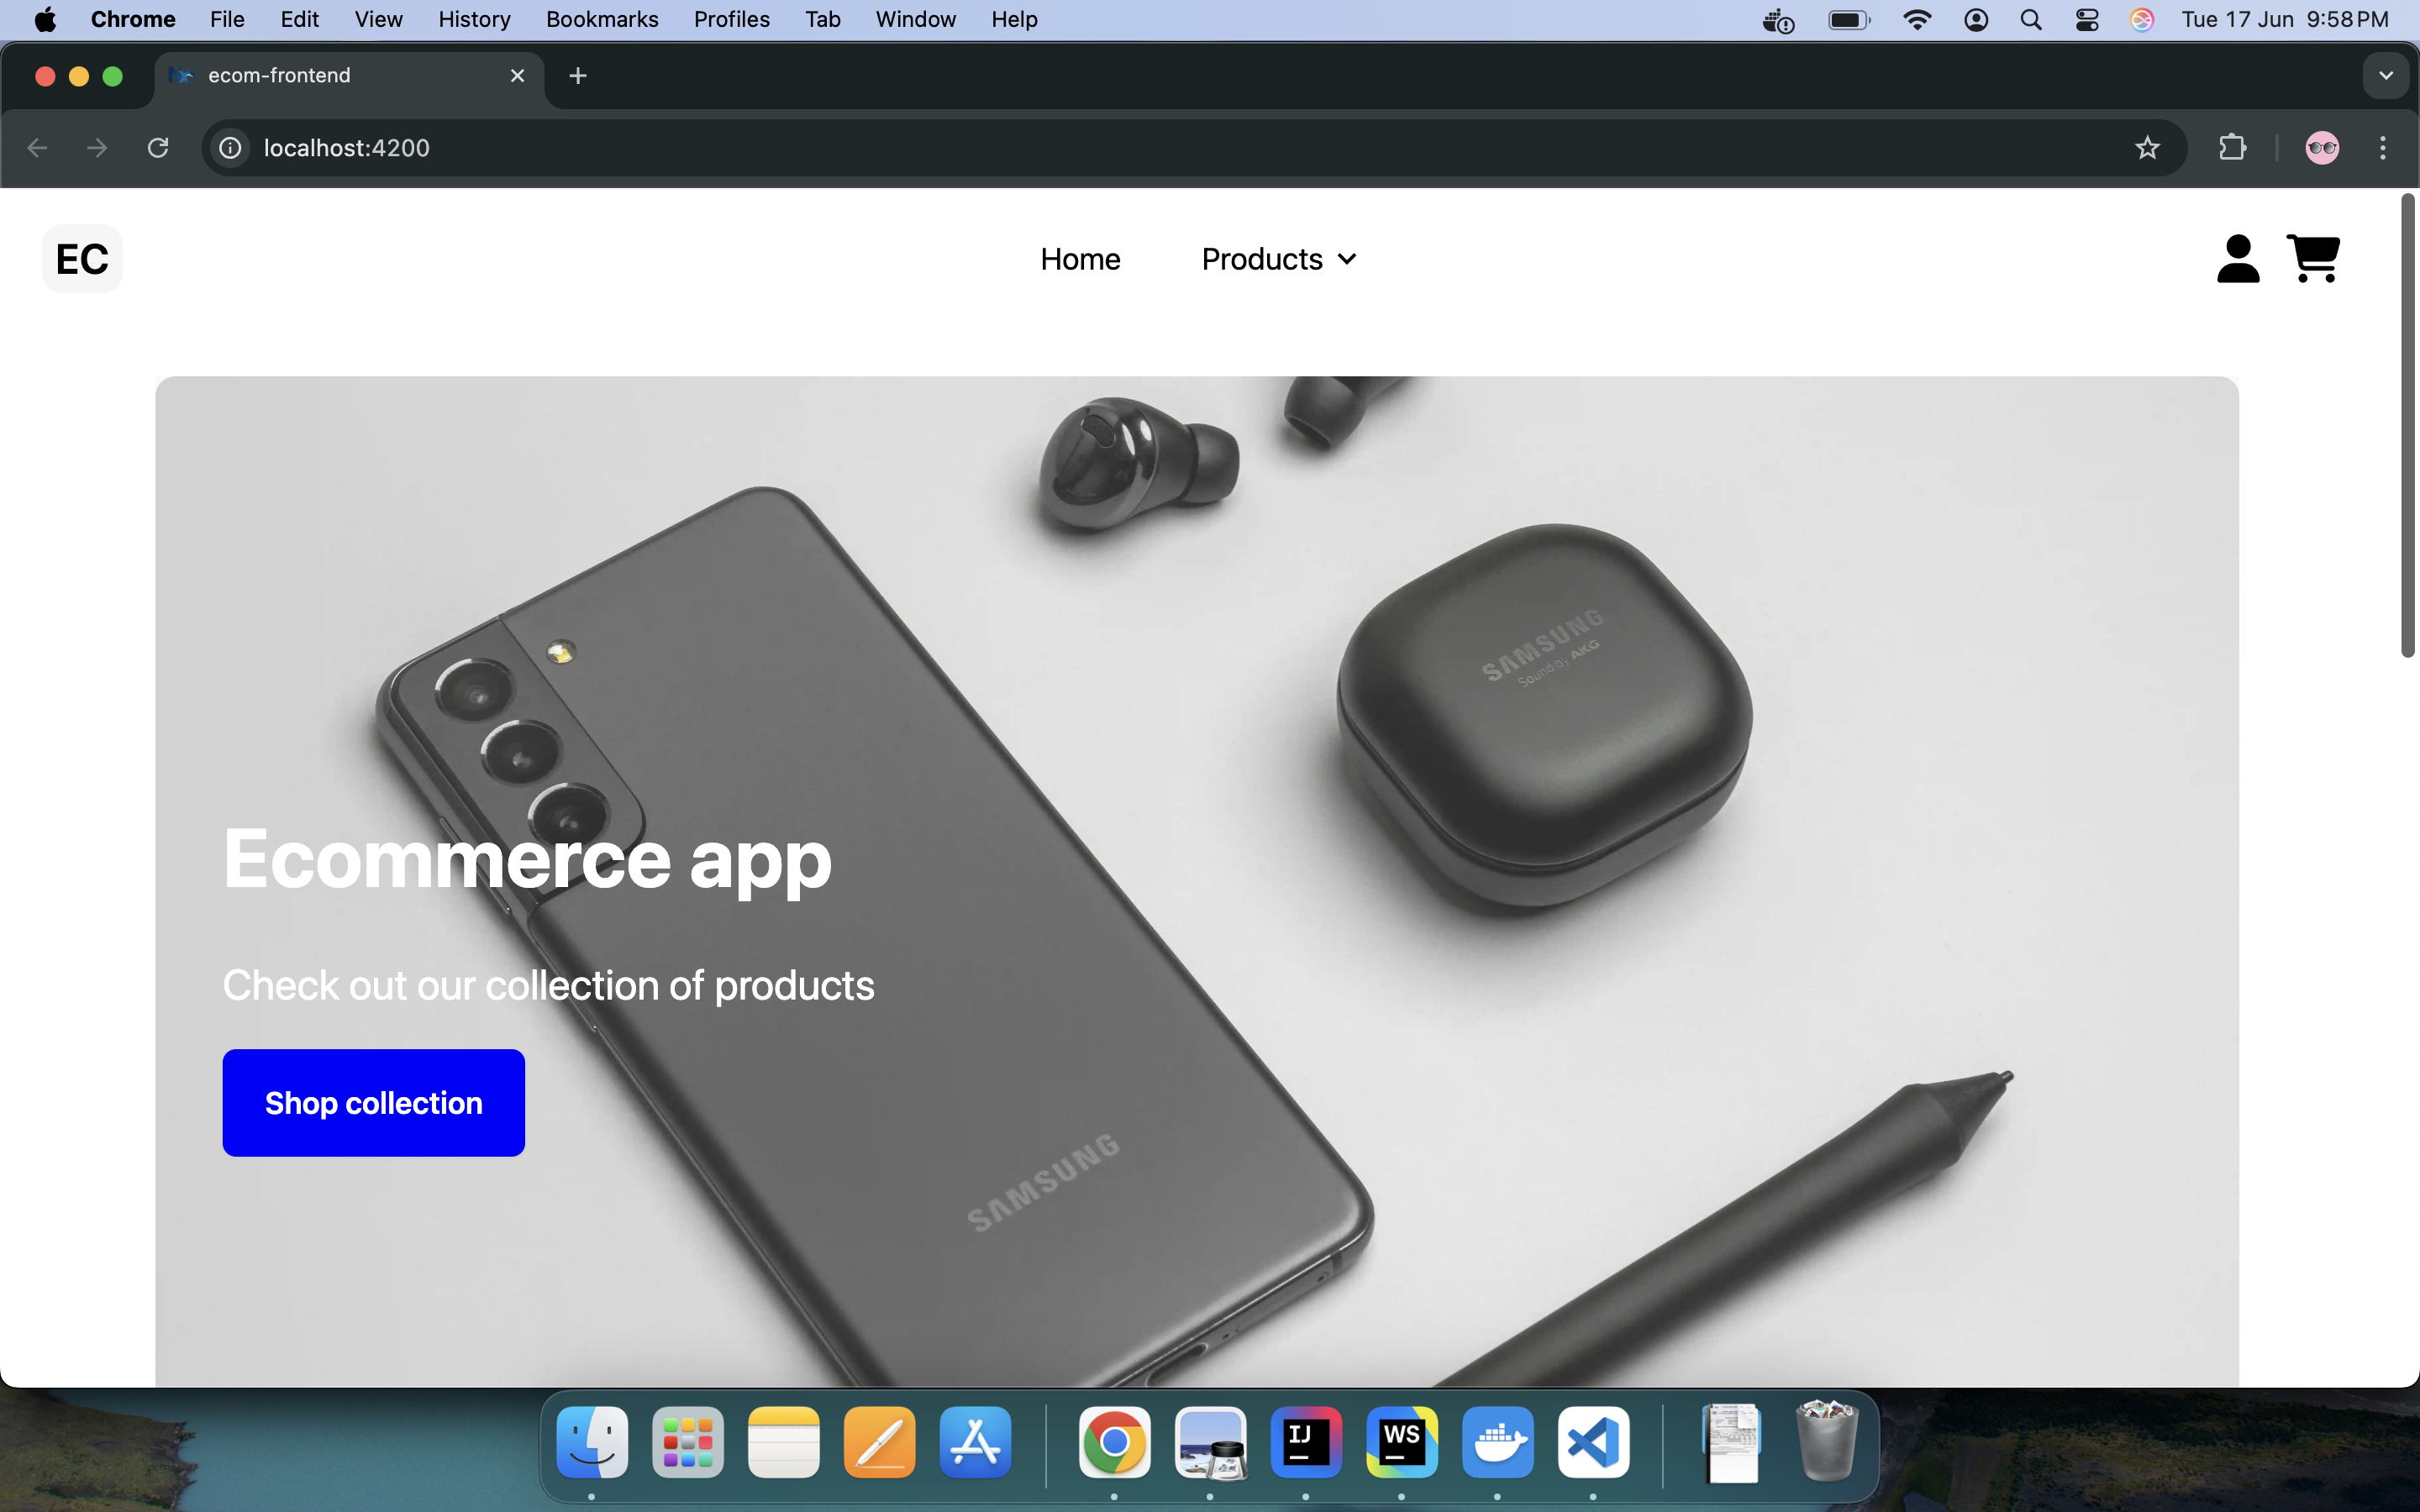 Chrome File Edit View History Bookmarks Profiles Tab Window Help Tue 17 Jun 9:58 PM
ecom-frontend
localhost:4200
EC Home Products
SAMSUNG
Sound by AKG
Ecommerce app
Check out our collection of products
Shop collection
SAMSUNG
IJ WS